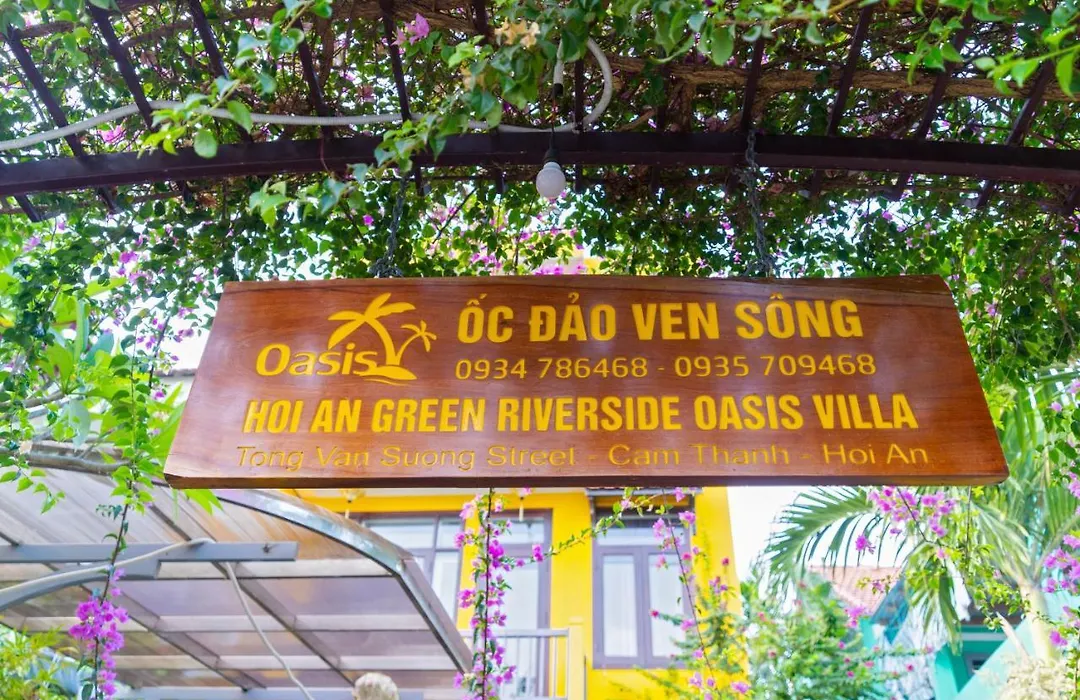 Oasis
ỐC ĐẢO VEN SÔNG
0934 786468 - 0935 709468
HOI AN GREEN RIVERSIDE OASIS VILLA
Tong Van Suong Street - Cam Thanh - Hoi An